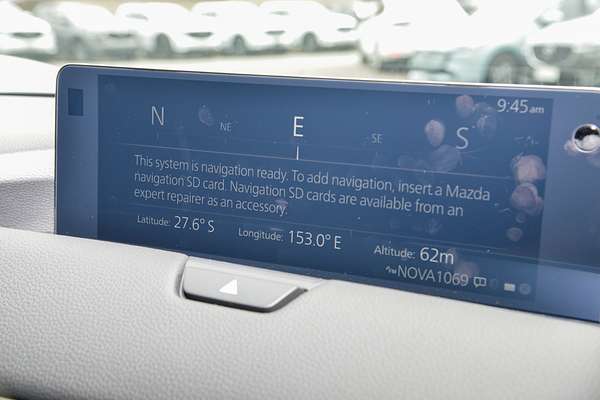 9:45 am
N NE E SE S
This system is navigation ready. To add navigation, insert a Mazda
navigation SD card. Navigation SD cards are available from an
expert repairer as an accessory.
Latitude: 27.6° S Longitude: 153.0° E Altitude: 62m
FM NOVA1069